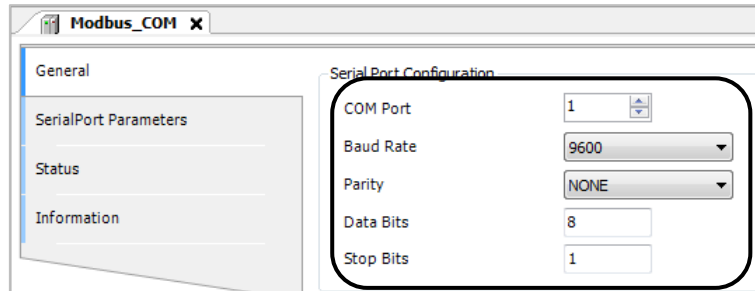 Modbus_COM X
General
Serial Port Configuration
COM Port 1
SerialPort Parameters
Baud Rate 9600
Status
Parity NONE
Information
Data Bits 8
Stop Bits 1